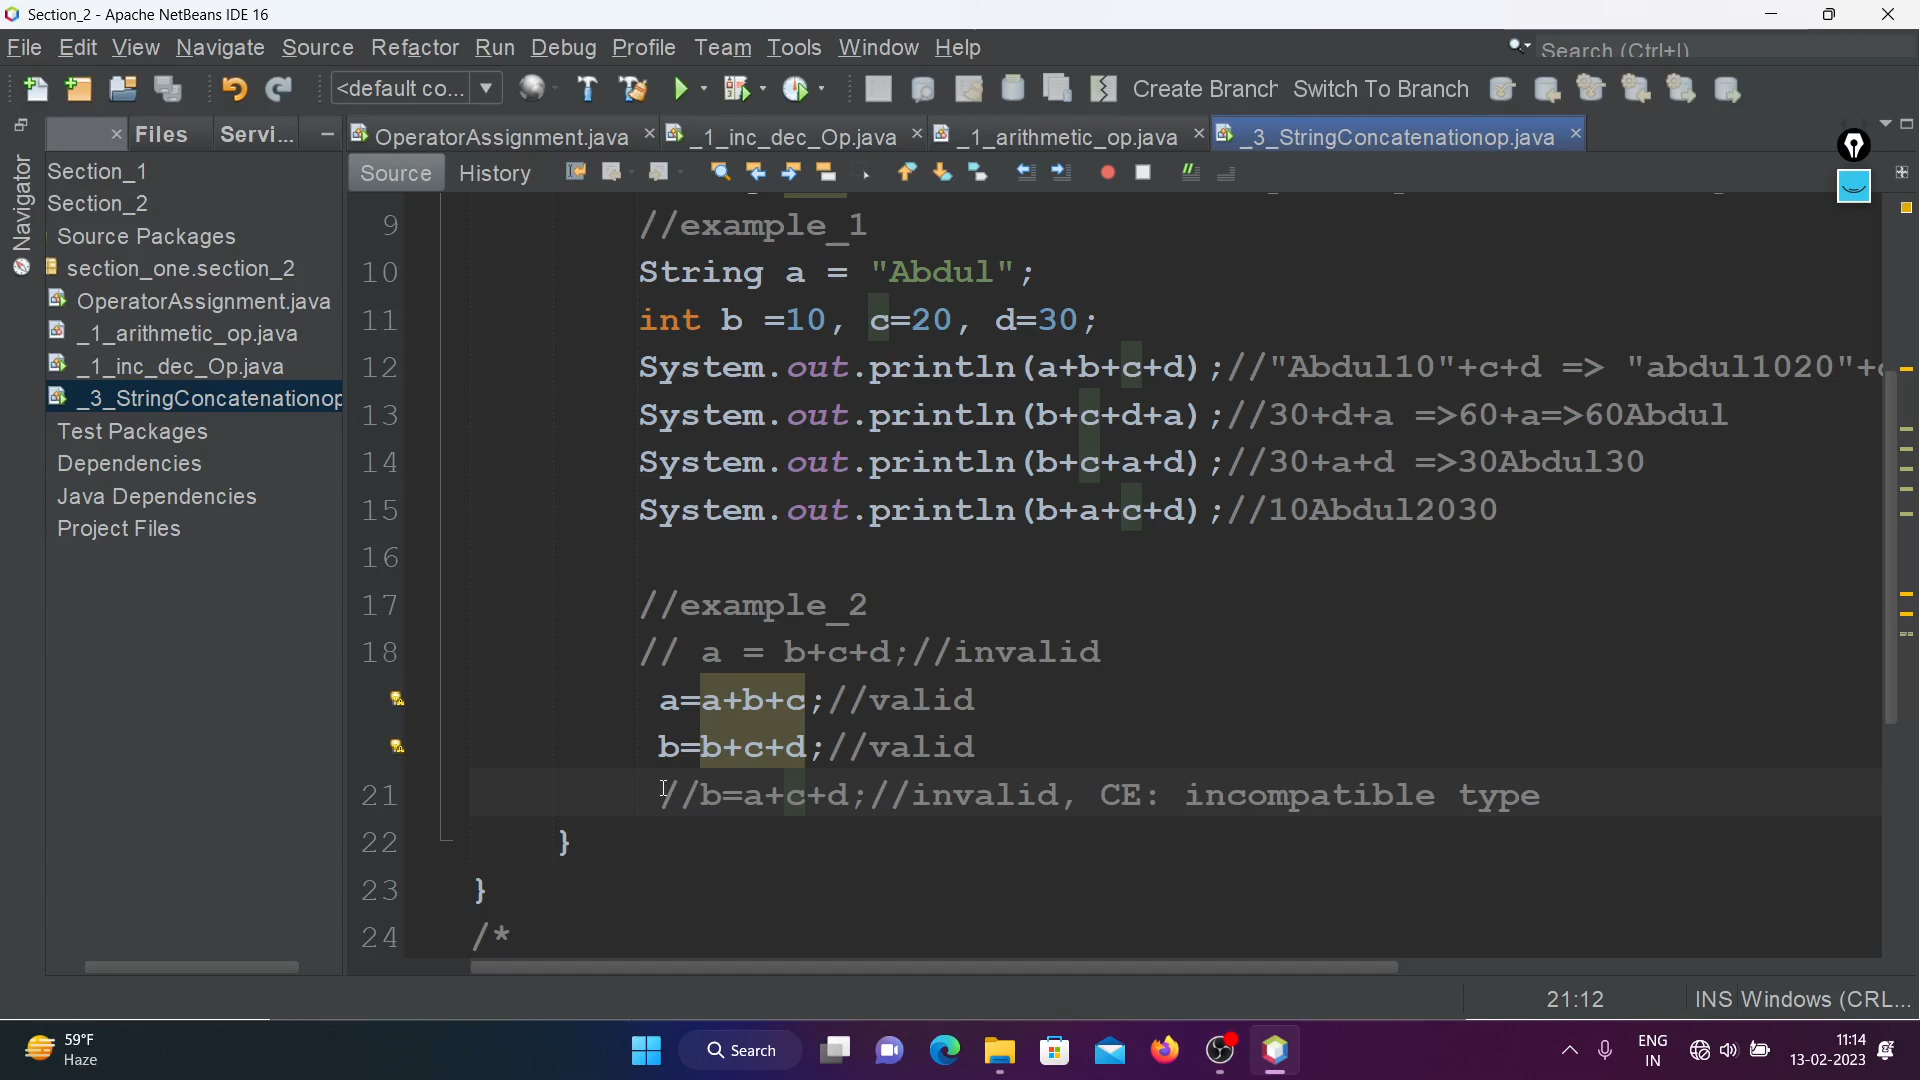 Section_2 - Apache NetBeans IDE 16
File Edit View Navigate Source Refactor Run Debug Profile Team Tools Window Help
Search (Ctrl+I)
<default co...
Create Branch Switch To Branch
Files Servi...
OperatorAssignment.java _1_inc_dec_Op.java _1_arithmetic_op.java _3_StringConcatenationop.java
Source History
Navigator
Section_1
Section_2
Source Packages
section_one.section_2
OperatorAssignment.java
_1_arithmetic_op.java
_1_inc_dec_Op.java
_3_StringConcatenationop
Test Packages
Dependencies
Java Dependencies
Project Files
9 //example_1
10 String a = "Abdul";
11 int b =10, c=20, d=30;
12 System.out.println(a+b+c+d);//"Abdul10"+c+d => "abdul1020"+
13 System.out.println(b+c+d+a);//30+d+a =>60+a=>60Abdul
14 System.out.println(b+c+a+d);//30+a+d =>30Abdul30
15 System.out.println(b+a+c+d);//10Abdul2030
16
17 //example_2
18 // a = b+c+d;//invalid
a=a+b+c;//valid
b=b+c+d;//valid
21 //b=a+c+d;//invalid, CE: incompatible type
22 }
23 }
24 /*
21:12 INS Windows (CRL...
59°F
Haze
Search
ENG
IN
11:14
13-02-2023